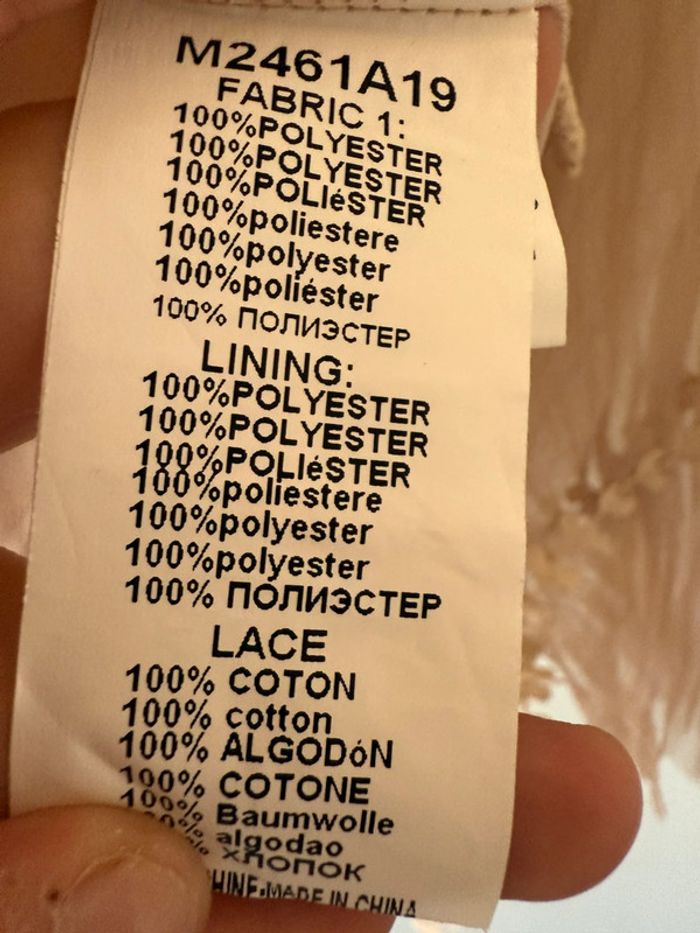 M2461A19
FABRIC 1:
100%POLYESTER
100%POLYESTER
100%POLIéSTER
100%poliestere
100%polyester
100%poliéster
100% ПОЛИЭСТЕР
LINING:
100%POLYESTER
100%POLYESTER
100%POLIéSTER
100%poliestere
100%polyester
100%polyester
100% ПОЛИЭСТЕР
LACE
100% COTON
100% cotton
100% ALGODóN
100% COTONE
100% Baumwolle
algodao
хлопок
MADE IN CHINA